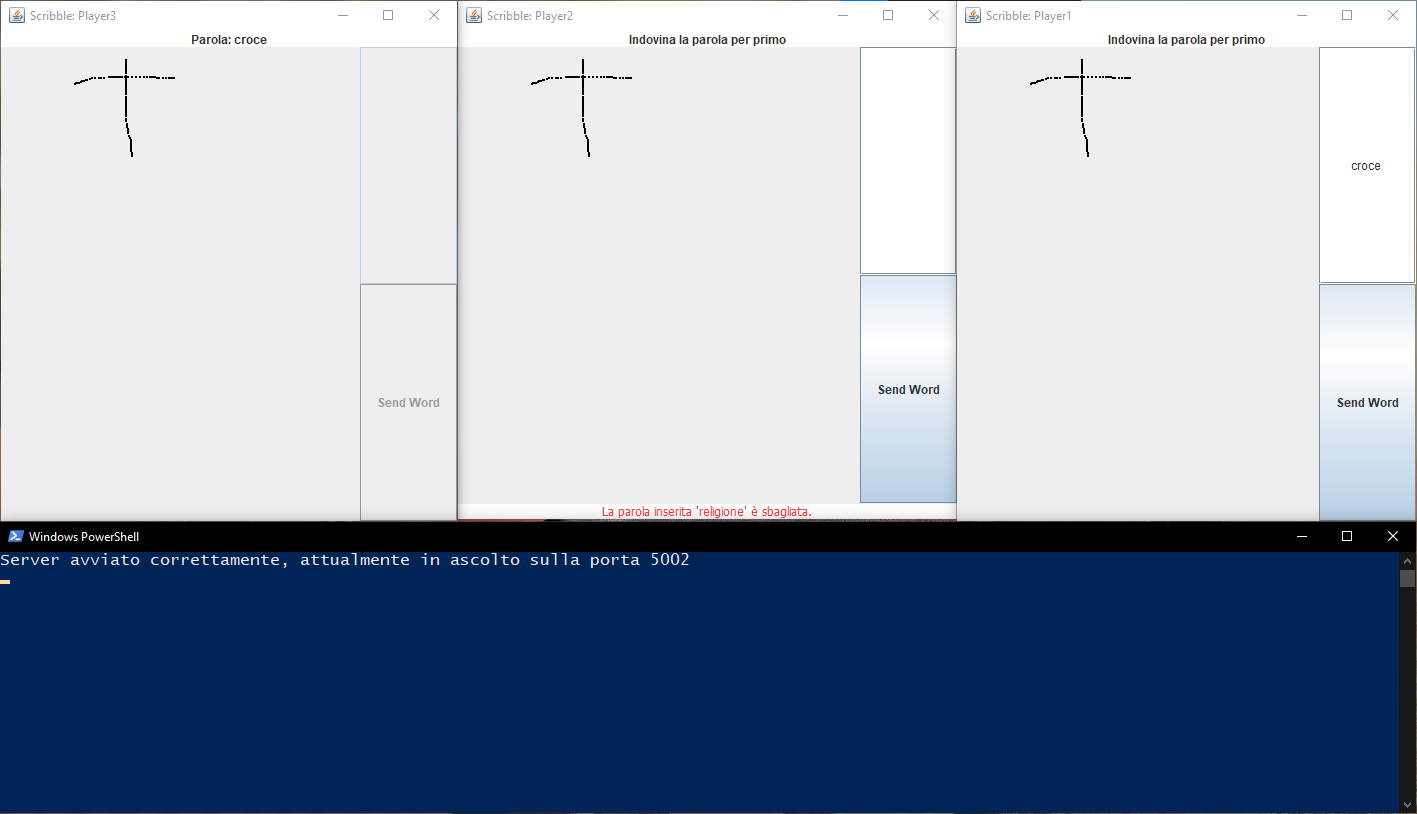 Scribble: Player3
Parola: croce
Send Word
Scribble: Player2
Indovina la parola per primo
Send Word
La parola inserita 'religione' è sbagliata.
Scribble: Player1
Indovina la parola per primo
croce
Send Word
Windows PowerShell
Server avviato correttamente, attualmente in ascolto sulla porta 5002